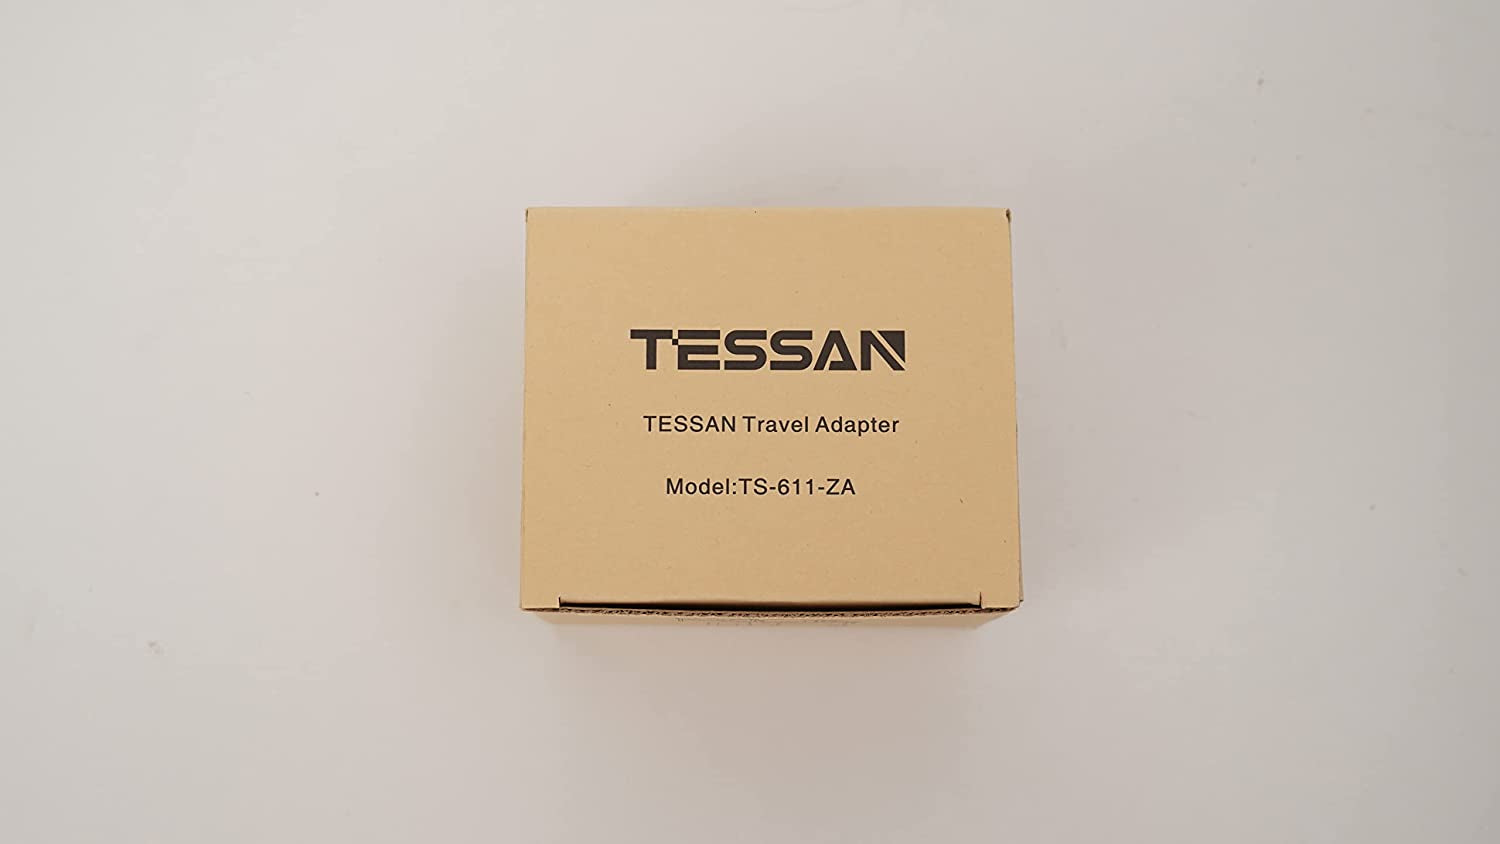 TESSAN
TESSAN Travel Adapter
Model:TS-611-ZA